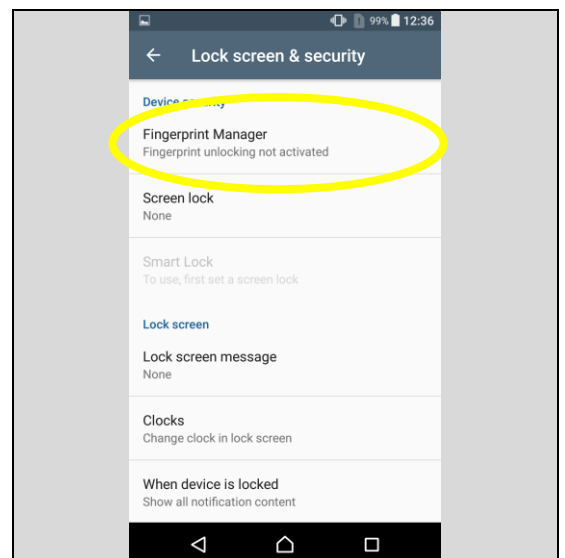 99% 12:36
Lock screen & security
Device security
Fingerprint Manager
Fingerprint unlocking not activated
Screen lock
None
Smart Lock
To use, first set a screen lock
Lock screen
Lock screen message
None
Clocks
Change clock in lock screen
When device is locked
Show all notification content